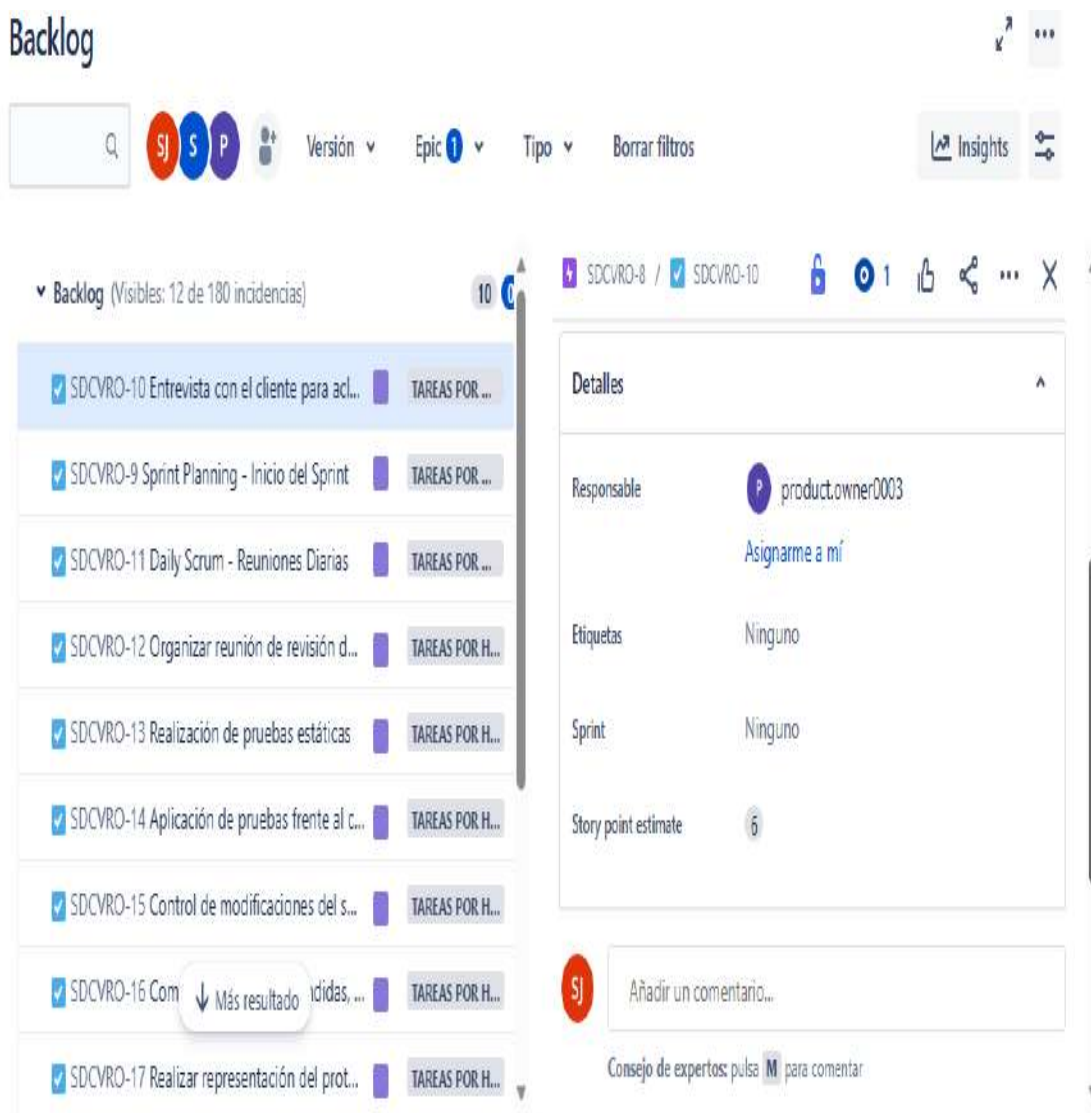 Backlog
SJ S P Versión Epic 1 Tipo Borrar filtros Insights
Backlog (Visibles: 12 de 180 incidencias) 10
SDCVRO-10 Entrevista con el cliente para acl... TAREAS POR ...
SDCVRO-9 Sprint Planning - Inicio del Sprint TAREAS POR ...
SDCVRO-11 Daily Scrum - Reuniones Diarias TAREAS POR ...
SDCVRO-12 Organizar reunión de revisión d... TAREAS POR H...
SDCVRO-13 Realización de pruebas estáticas TAREAS POR H...
SDCVRO-14 Aplicación de pruebas frente al c... TAREAS POR H...
SDCVRO-15 Control de modificaciones del s... TAREAS POR H...
SDCVRO-16 Com didas, ... TAREAS POR H...
Más resultado
SDCVRO-17 Realizar representación del prot... TAREAS POR H...
SDCVRO-8 / SDCVRO-10 1
Detalles
Responsable P product.owner0003
Asignarme a mí
Etiquetas Ninguno
Sprint Ninguno
Story point estimate 6
SJ Añadir un comentario...
Consejo de expertos: pulsa M para comentar